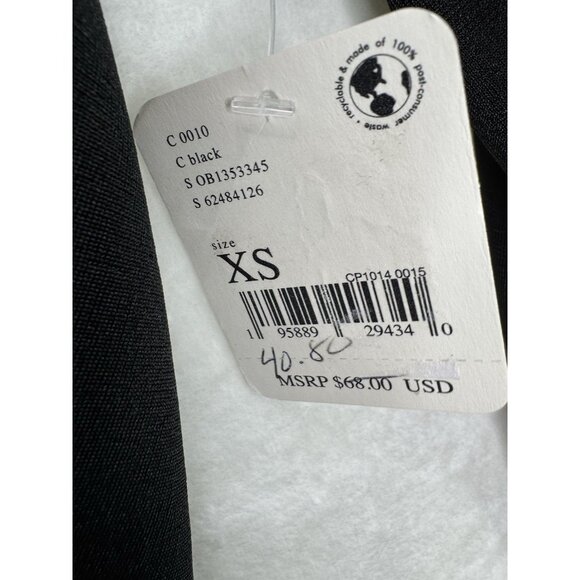 recyclable & made of 100% post-consumer waste •
C 0010
C black
S OB1353345
S 62484126
size
XS
CP1014 0015
1 95889 29434 0
40.80
MSRP $68.00 USD